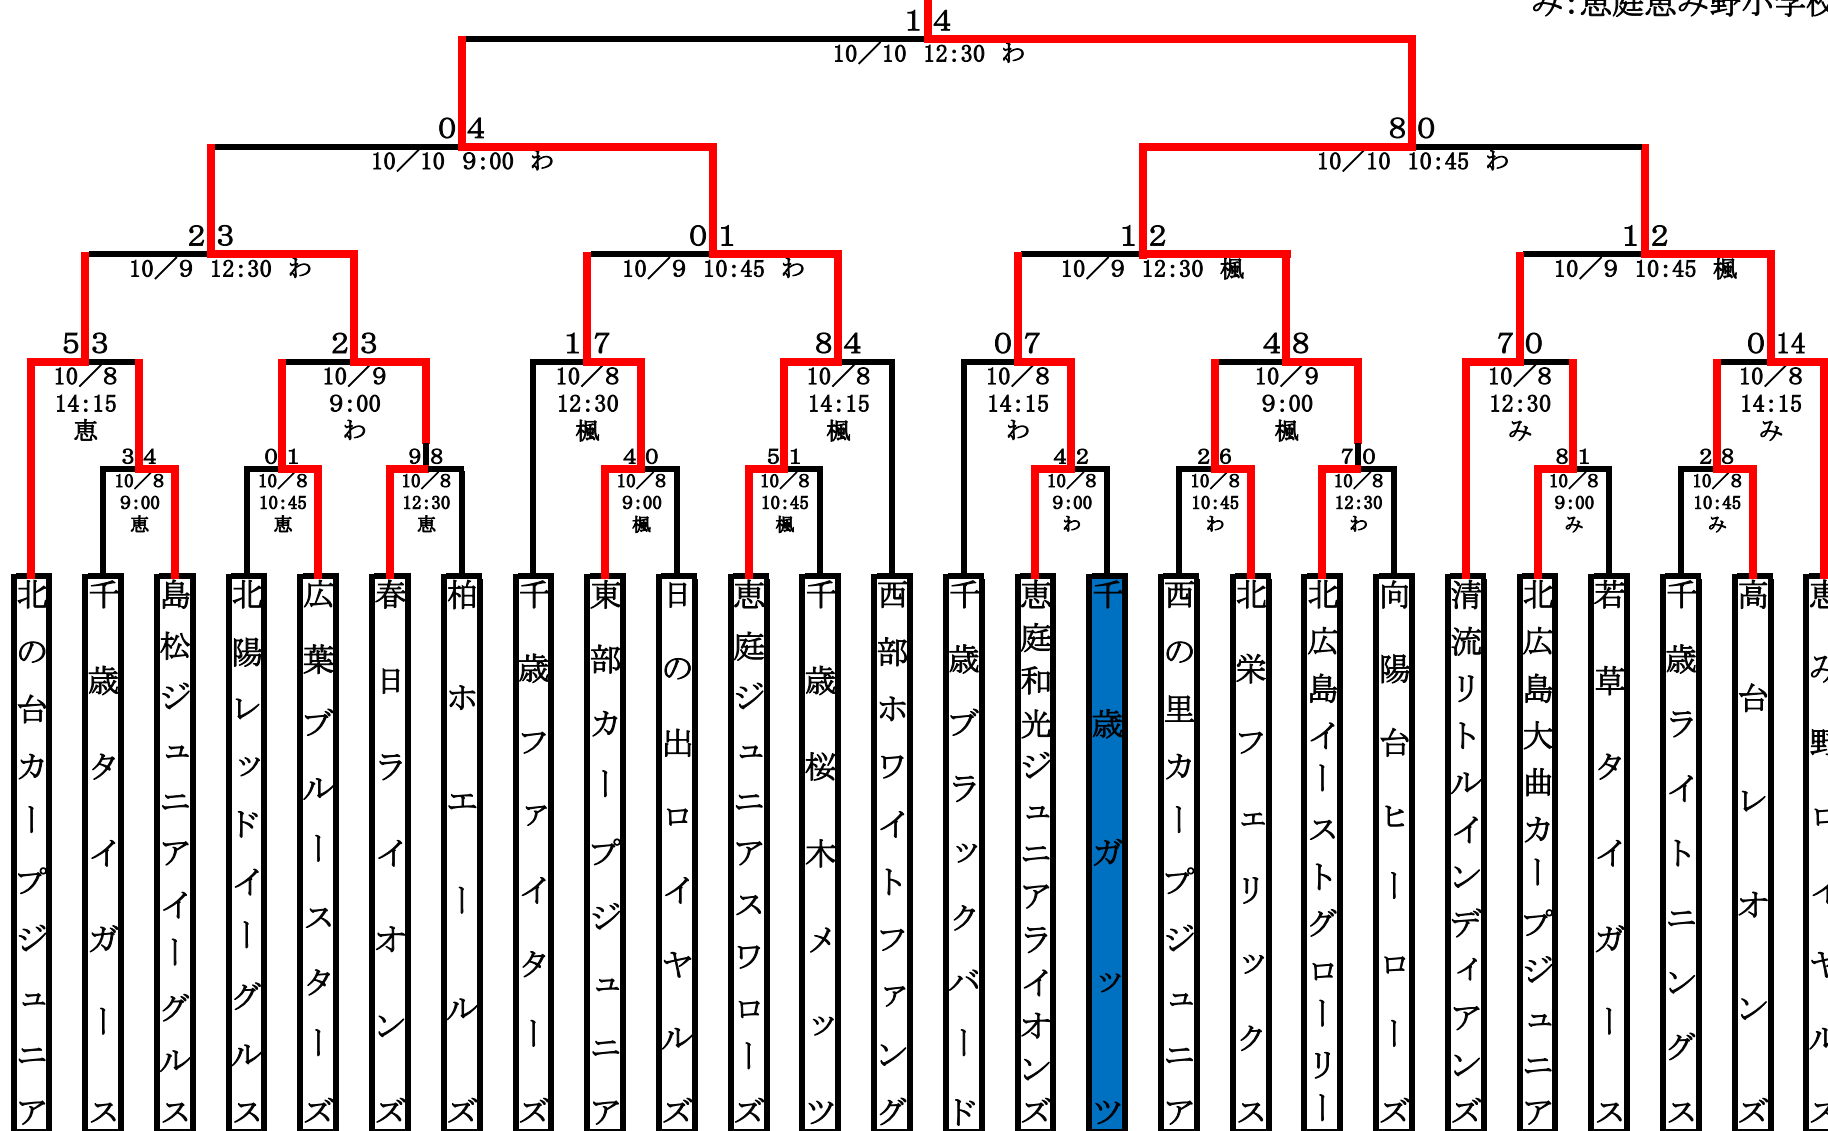 み:恵庭恵み野小学校
1 4
10/10 12:30 わ
0 4
8 0
10/10 9:00 わ
10/10 10:45 わ
2 3
0 1
1 2
1 2
10/9 12:30 わ
10/9 10:45 わ
10/9 12:30 楓
10/9 10:45 楓
5 3
2 3
1 7
8 4
0 7
4 8
7 0
0 14
10/8
14:15
恵
10/9
9:00
わ
10/8
12:30
楓
10/8
14:15
楓
10/8
14:15
わ
10/9
9:00
楓
10/8
12:30
み
10/8
14:15
み
3 4
0 1
9 8
4 0
5 1
4 2
2 6
7 0
8 1
2 8
10/8
9:00
恵
10/8
10:45
恵
10/8
12:30
恵
10/8
9:00
楓
10/8
10:45
楓
10/8
9:00
わ
10/8
10:45
わ
10/8
12:30
わ
10/8
9:00
み
10/8
10:45
み
北の台カープジュニア
千歳タイガース
島松ジュニアイーグルス
北陽レッドイーグルス
広葉ブルースターズ
春日ライオンズ
柏ホエールズ
千歳ファイターズ
東部カープジュニア
日の出ロイヤルズ
恵庭ジュニアスワローズ
千歳桜木メッツ
西部ホワイトファング
千歳ブラックバード
恵庭和光ジュニアライオンズ
千歳ガッツ
西の里カープジュニア
北栄フェリックス
北広島イーストグローリー
向陽台ヒーローズ
清流リトルインディアンズ
北広島大曲カープジュニア
若草タイガース
千歳ライトニングス
高台レオンズ
恵み野ロイヤルズ